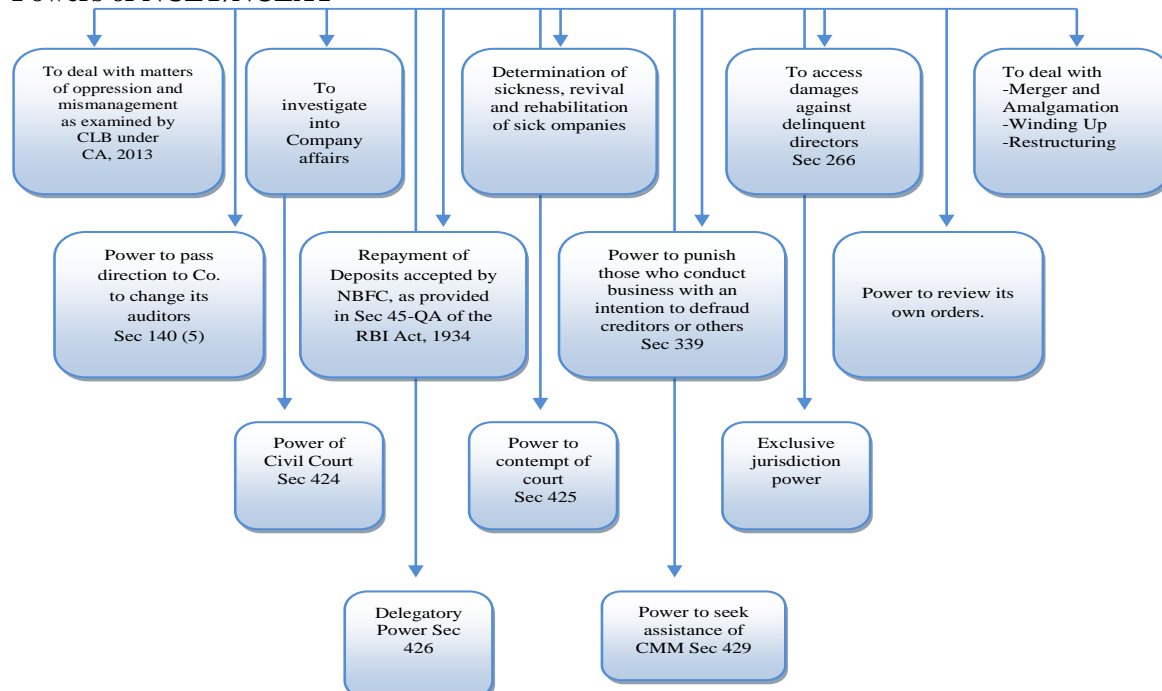 Powers of NCLT/NCLAT
To deal with matters
of oppression and
mismanagement
as examined by
CLB under
CA, 2013
To
investigate
into
Company
affairs
Determination of
sickness, revival
and rehabilitation
of sick ompanies
To access
damages
against
delinquent
directors
Sec 266
To deal with
-Merger and
Amalgamation
-Winding Up
-Restructuring
Power to pass
direction to Co.
to change its
auditors
Sec 140 (5)
Repayment of
Deposits accepted by
NBFC, as provided
in Sec 45-QA of the
RBI Act, 1934
Power to punish
those who conduct
business with an
intention to defraud
creditors or others
Sec 339
Power to review its
own orders.
Power of
Civil Court
Sec 424
Power to
contempt of
court
Sec 425
Exclusive
jurisdiction
power
Delegatory
Power Sec
426
Power to seek
assistance of
CMM Sec 429